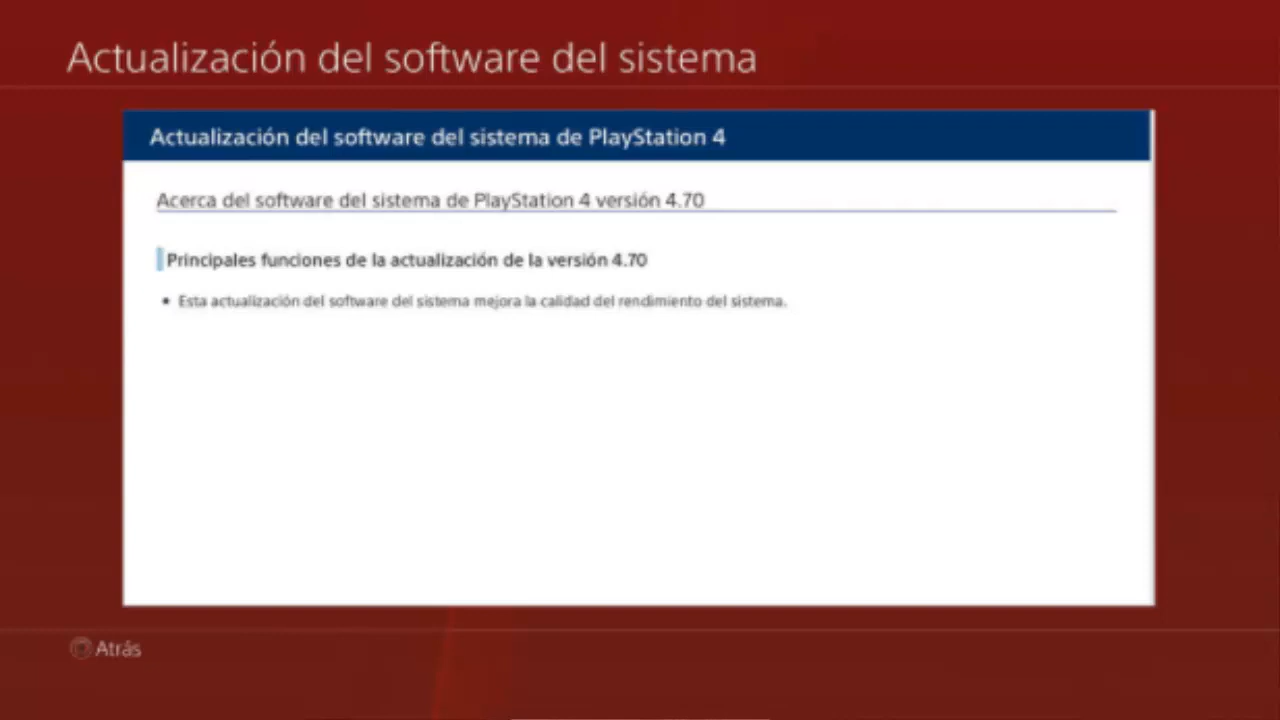 Actualización del software del sistema
Actualización del software del sistema de PlayStation 4
Acerca del software del sistema de PlayStation 4 versión 4.70
Principales funciones de la actualización de la versión 4.70
• Esta actualización del software del sistema mejora la calidad del rendimiento del sistema.
Atrás